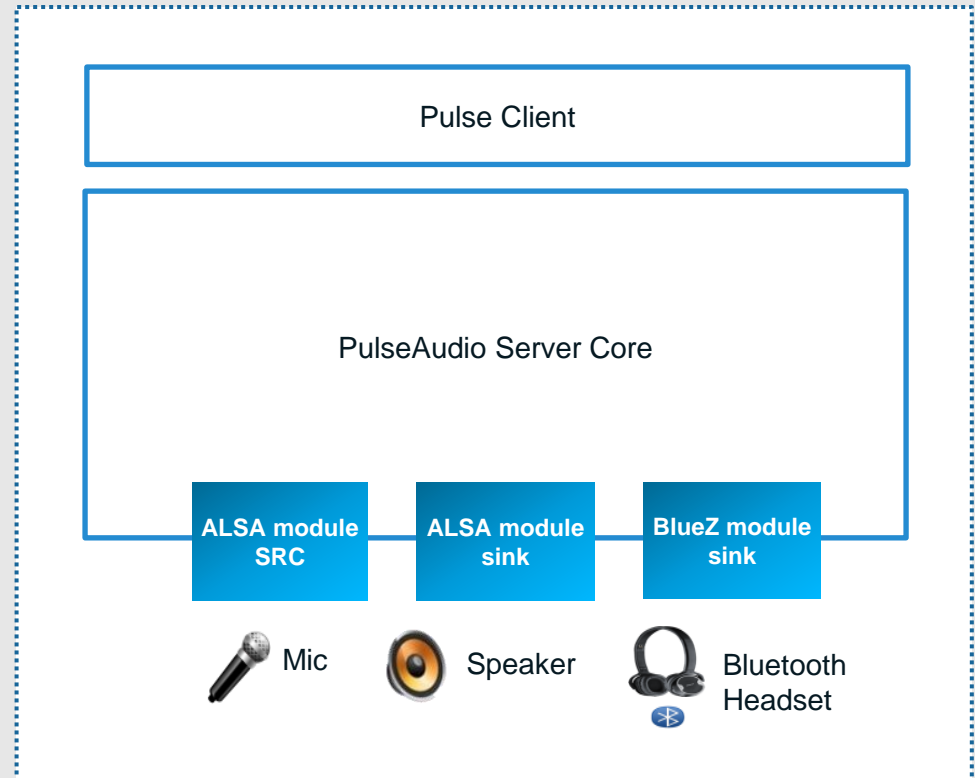 Pulse Client
PulseAudio Server Core
ALSA module
SRC
ALSA module
sink
BlueZ module
sink
Mic
Speaker
Bluetooth
Headset